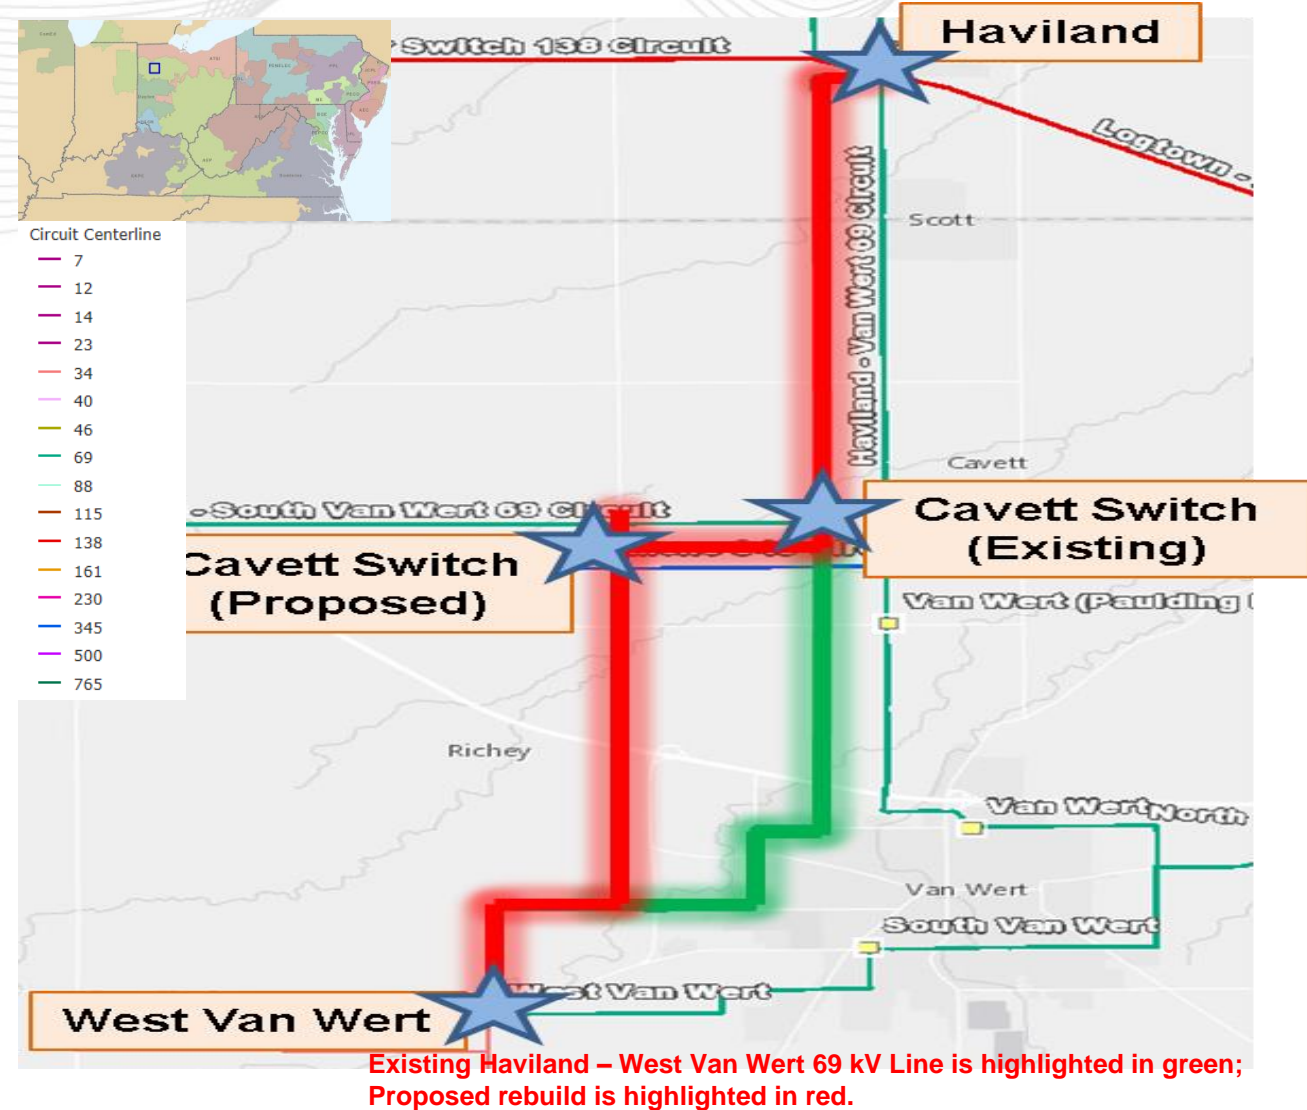 Switch 138 Circuit
Haviland
Logtown -
Scott
Haviland - Van Wert 69 Circuit
Circuit Centerline
7
12
14
23
34
40
46
69
88
115
138
161
230
345
500
765
Cavett
- South Van Wert 69 Circuit
Cavett Switch
(Existing)
Cavett Switch
(Proposed)
Van Wert (Paulding
Richey
Van Wert
North
Van Wert
South Van Wert
West Van Wert
West Van Wert
Existing Haviland – West Van Wert 69 kV Line is highlighted in green;
Proposed rebuild is highlighted in red.